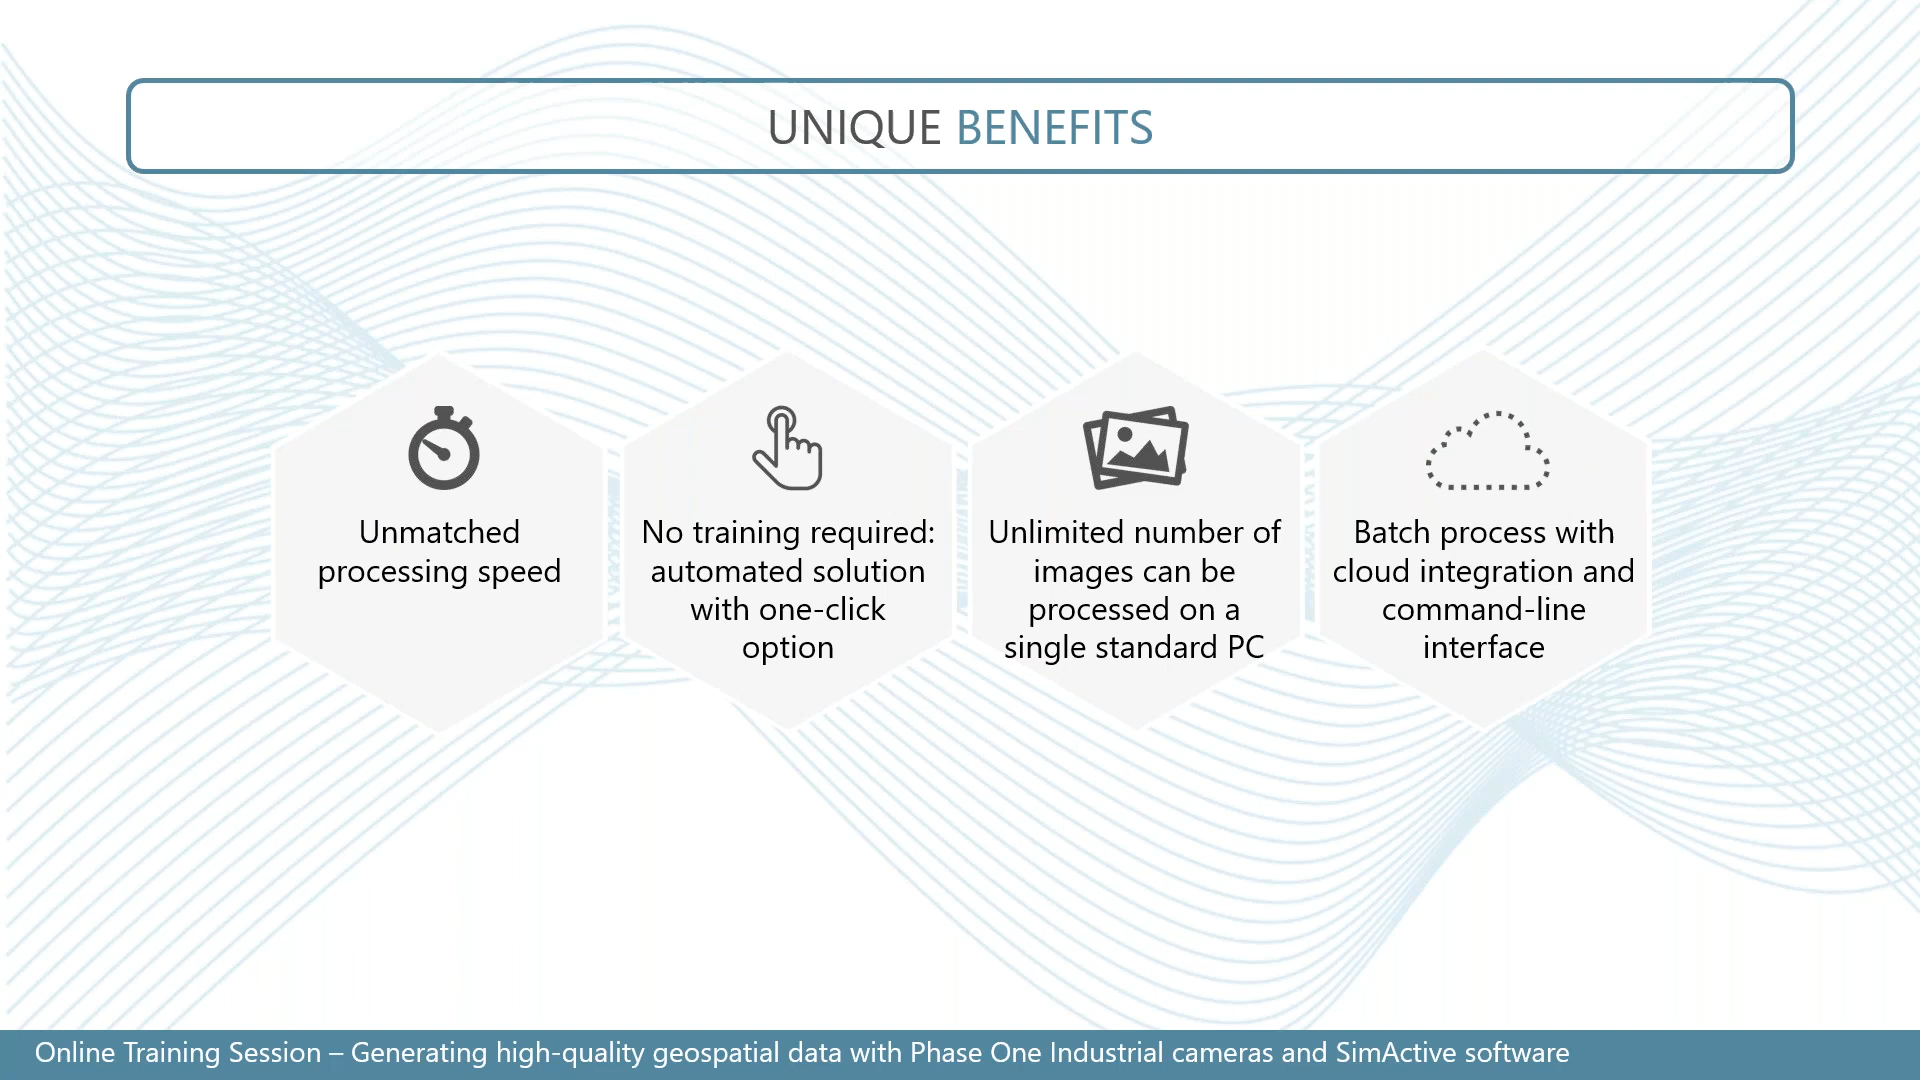 UNIQUE BENEFITS
Unmatched
processing speed
No training required:
automated solution
with one-click
option
Unlimited number of
images can be
processed on a
single standard PC
Batch process with
cloud integration and
command-line
interface
Online Training Session – Generating high-quality geospatial data with Phase One Industrial cameras and SimActive software